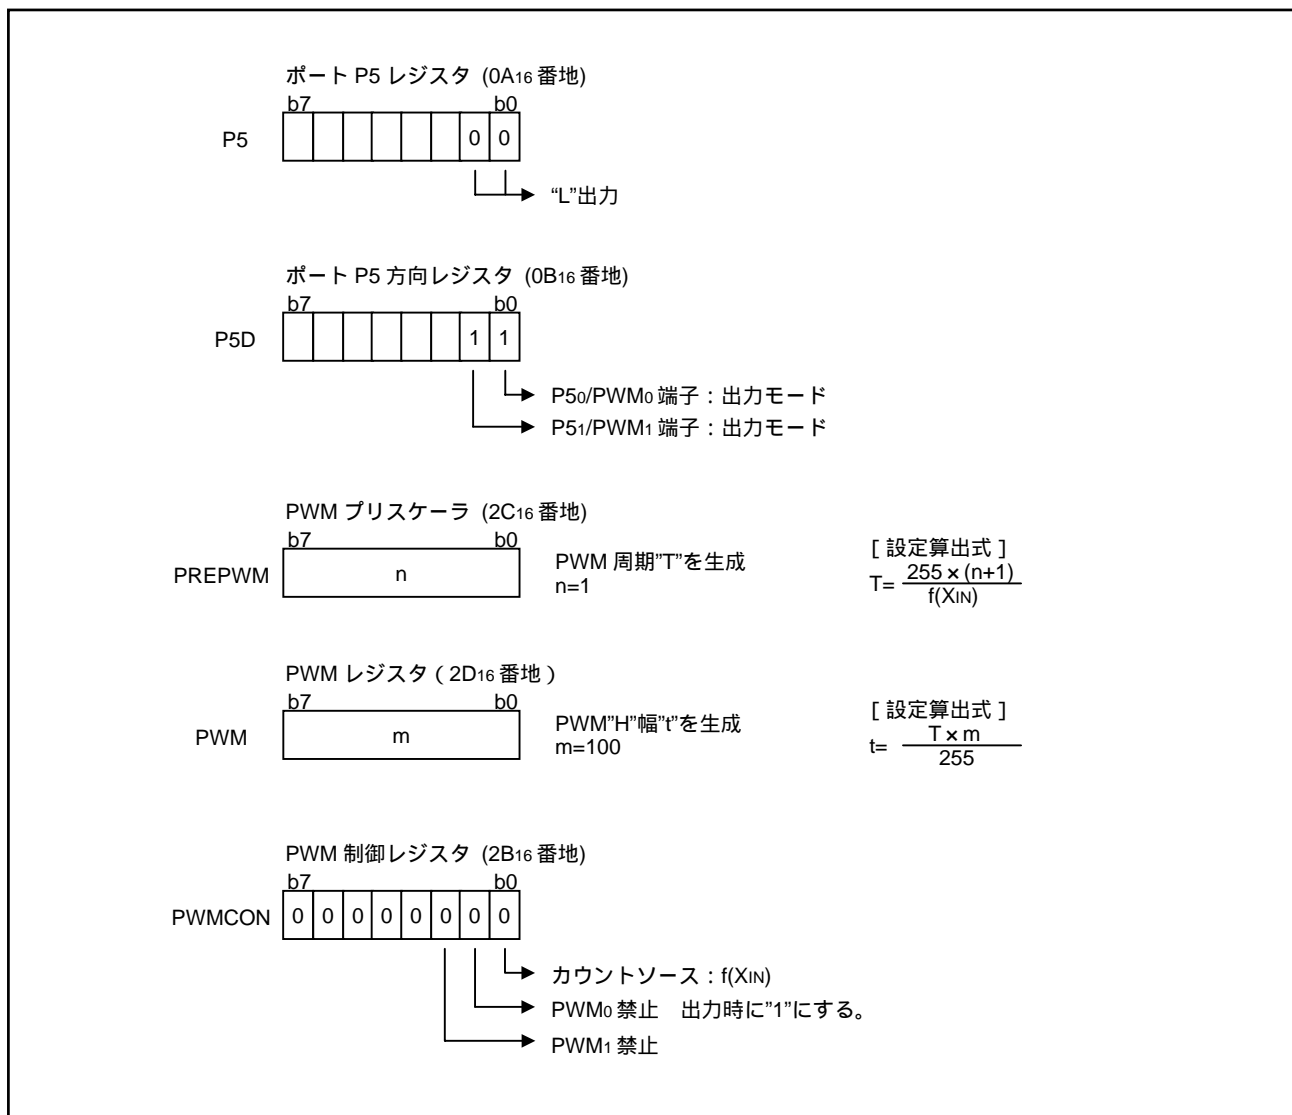 ポート P5 レジスタ (0A16 番地)
b7 b0
P5 0 0
“L”出力
ポート P5 方向レジスタ (0B16 番地)
b7 b0
P5D 1 1
P50/PWM0 端子：出力モード
P51/PWM1 端子：出力モード
PWM プリスケーラ (2C16 番地)
b7 b0
PREPWM n
PWM 周期”T”を生成
n=1
[ 設定算出式 ]
T= 255 × (n+1)
f(XIN)
PWM レジスタ ( 2D16 番地 )
b7 b0
PWM m
PWM”H”幅”t”を生成
m=100
[ 設定算出式 ]
t= T × m
255
PWM 制御レジスタ (2B16 番地)
b7 b0
PWMCON 0 0 0 0 0 0 0 0
カウントソース：f(XIN)
PWM0 禁止　出力時に”1”にする。
PWM1 禁止